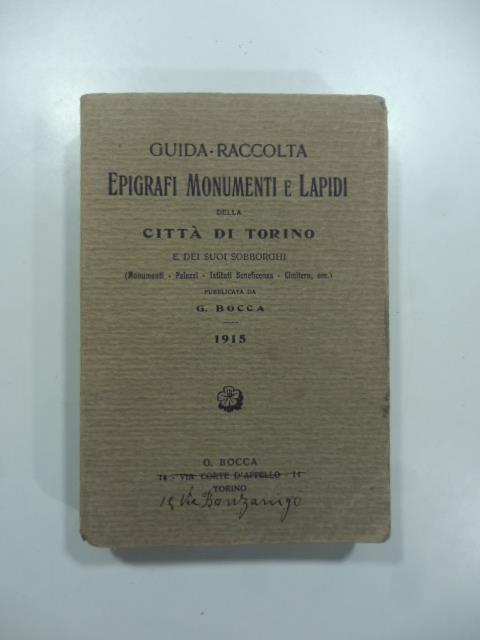 GUIDA-RACCOLTA
EPIGRAFI MONUMENTI E LAPIDI
DELLA
CITTÀ DI TORINO
E DEI SUOI SOBBORGHI
(Monumenti - Palazzi - Istituti Beneficenza - Cimitero, ecc.)
PUBBLICATA DA
G. BOCCA
1915
G. BOCCA
14 - VIA CORTE D'APPELLO - 14
TORINO
15 Via Bonzanigo